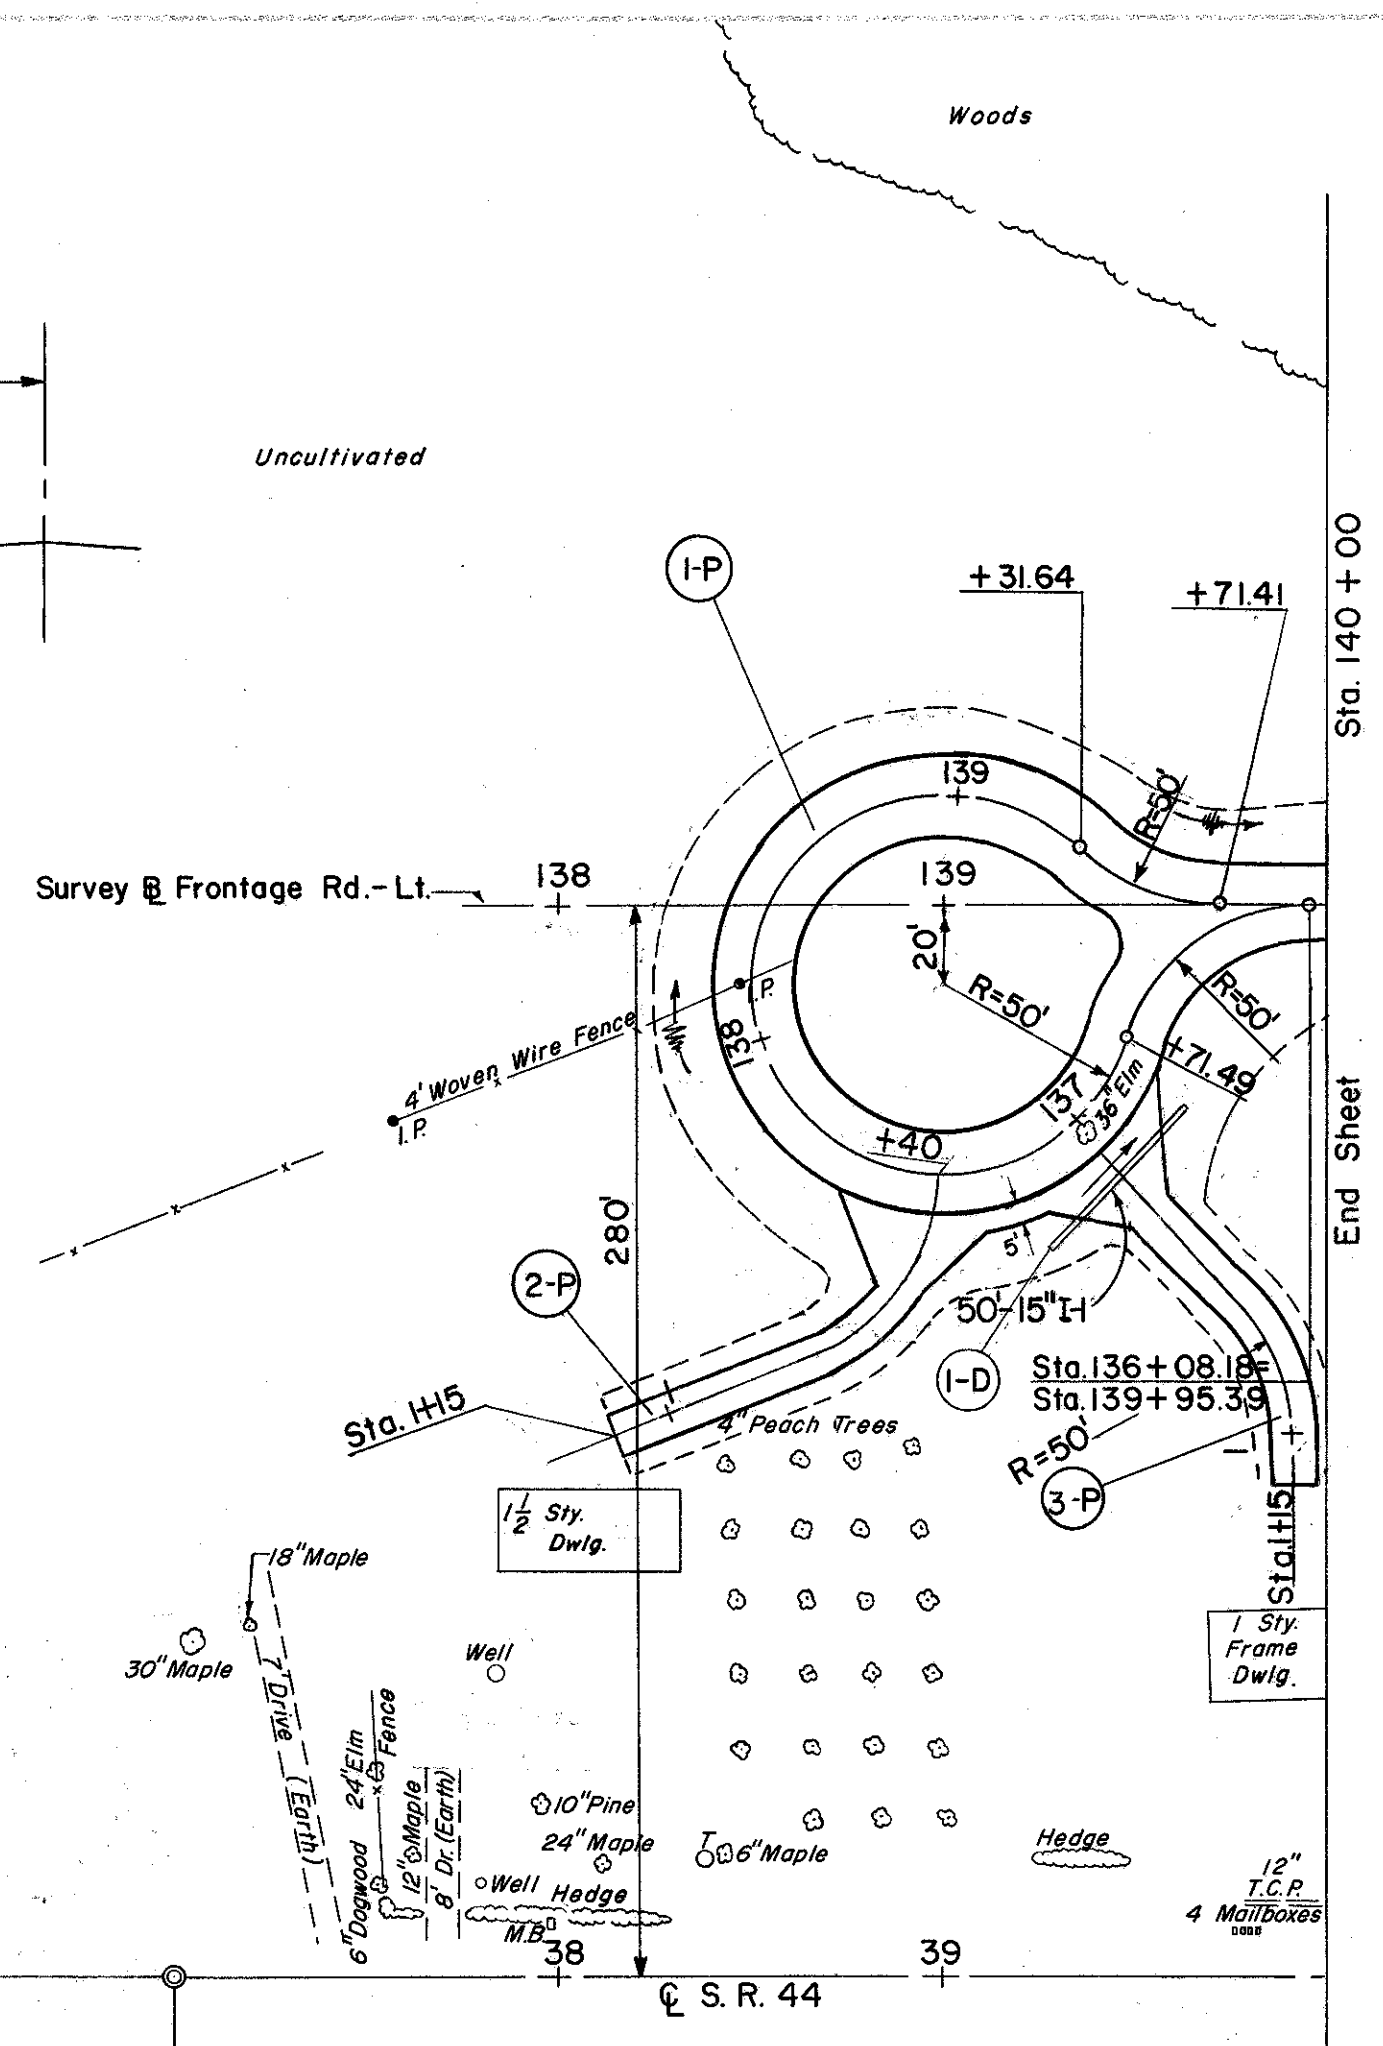 Woods
Uncultivated
1-P
+31.64
+71.41
Sta. 140 + 00
R=50'
139
Survey BL Frontage Rd.-Lt.
138
139
20'
R=50'
R=50'
I.P.
138
4' Woven Wire Fence
I.P.
+71.49
137
36" Elm
+40
End Sheet
280'
5'
2-P
50'-15" I-1
1-D
Sta. 136 + 08.18=
Sta. 139 + 95.39
R=50'
Sta. 1+15
4" Peach Trees
1
3-P
Sta. 1+15
1 1/2 Sty.
Dwlg.
18" Maple
30" Maple
7' Drive (Earth)
Well
1 Sty.
Frame
Dwlg.
24" Elm
Fence
6" Dogwood
12" Maple
8' Dr. (Earth)
10" Pine
24" Maple
T
6" Maple
Hedge
Well
Hedge
M.B.
12"
T.C.P.
4 Mailboxes
38
39
CL S. R. 44